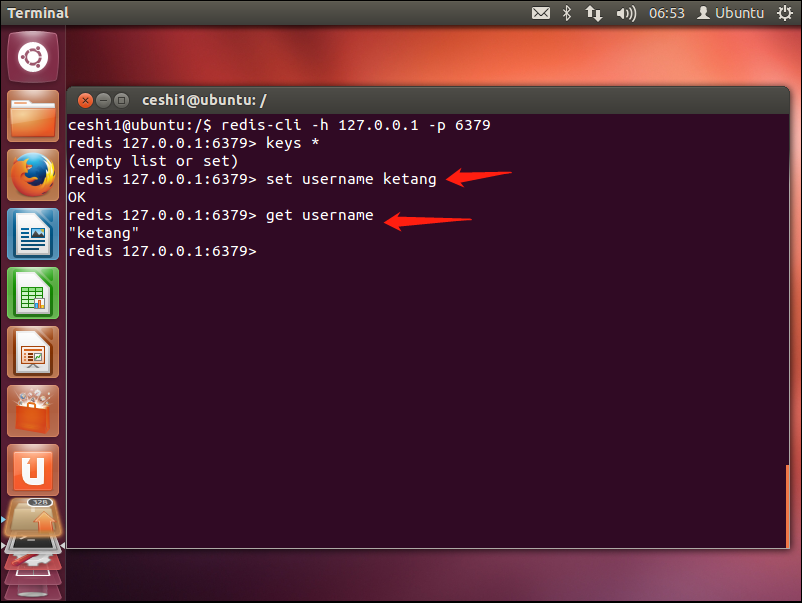 Terminal
06:53
Ubuntu
ceshi1@ubuntu: /
ceshi1@ubuntu:/$ redis-cli -h 127.0.0.1 -p 6379
redis 127.0.0.1:6379> keys *
(empty list or set)
redis 127.0.0.1:6379> set username ketang
OK
redis 127.0.0.1:6379> get username
"ketang"
redis 127.0.0.1:6379>
328